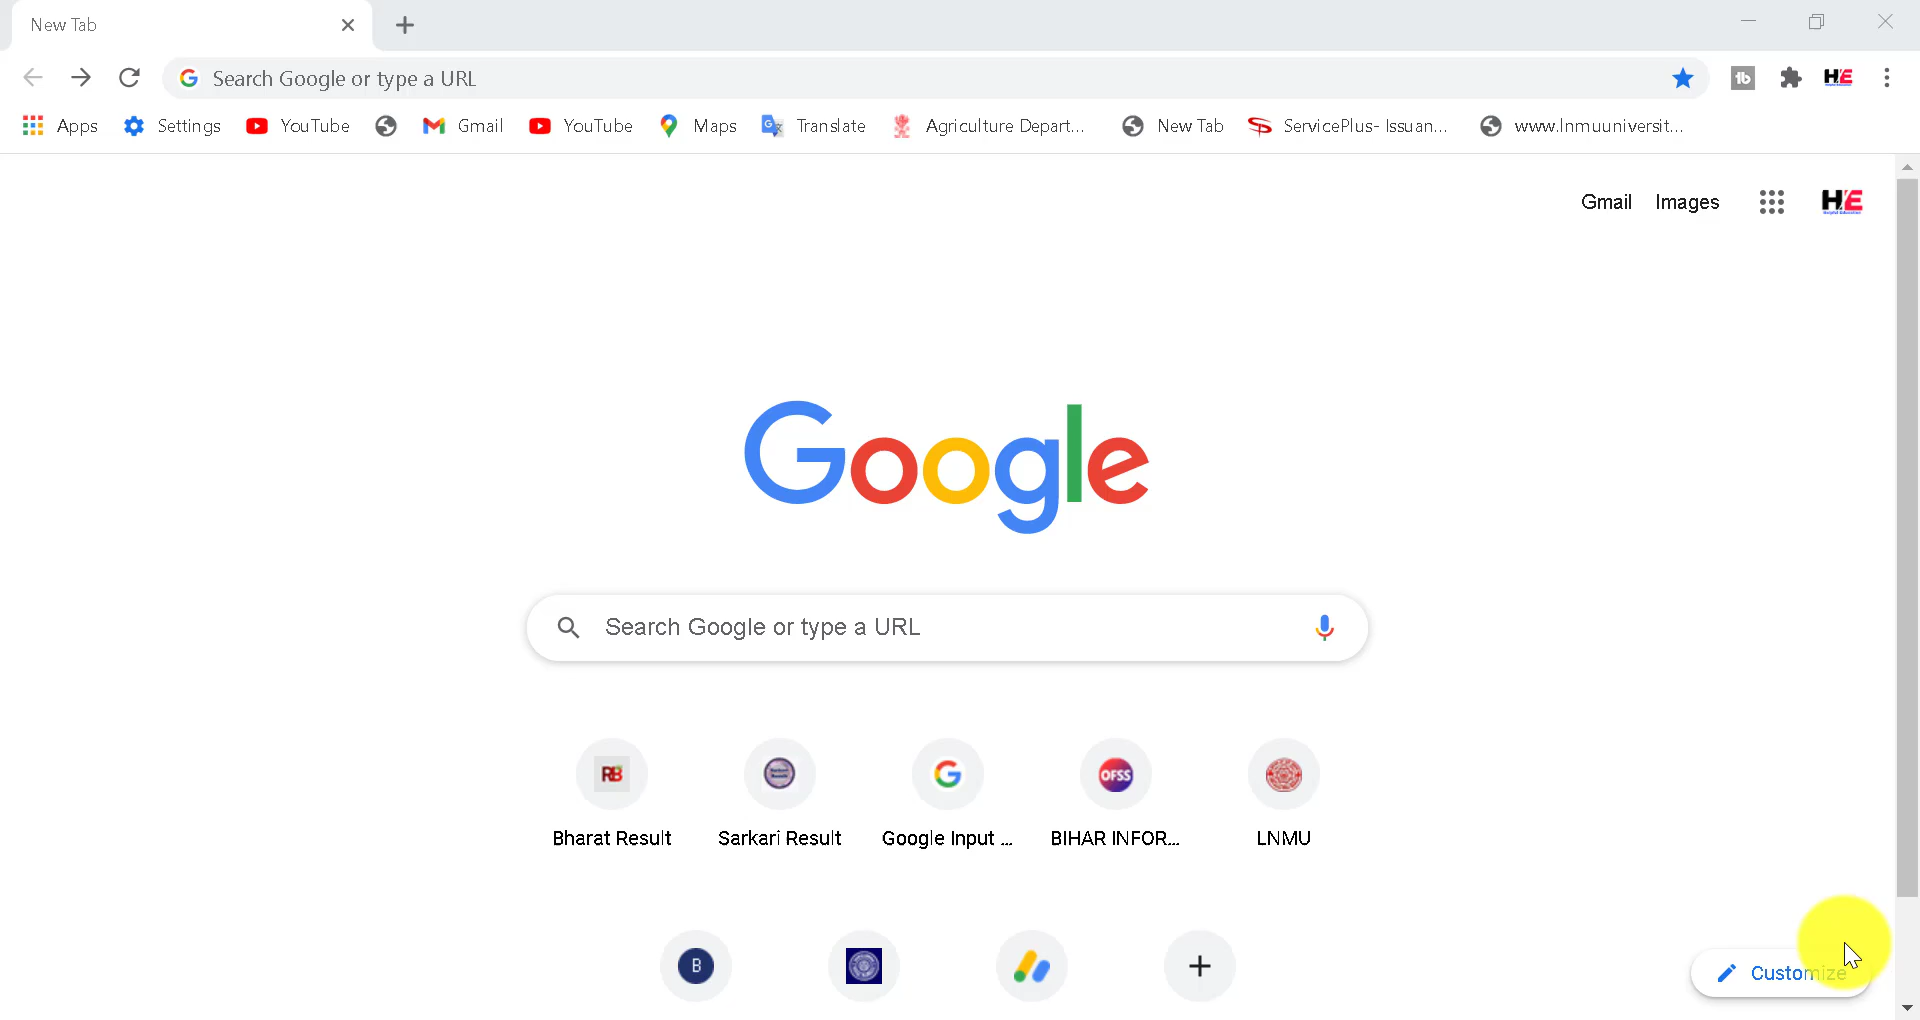 New Tab
Search Google or type a URL
Apps Settings YouTube Gmail YouTube Maps Translate Agriculture Depart... New Tab ServicePlus- Issuan... www.lnmuuniversit...
Gmail Images
H/E
Google
Search Google or type a URL
RB OFSS
Bharat Result Sarkari Result Google Input ... BIHAR INFOR... LNMU
B
Customize